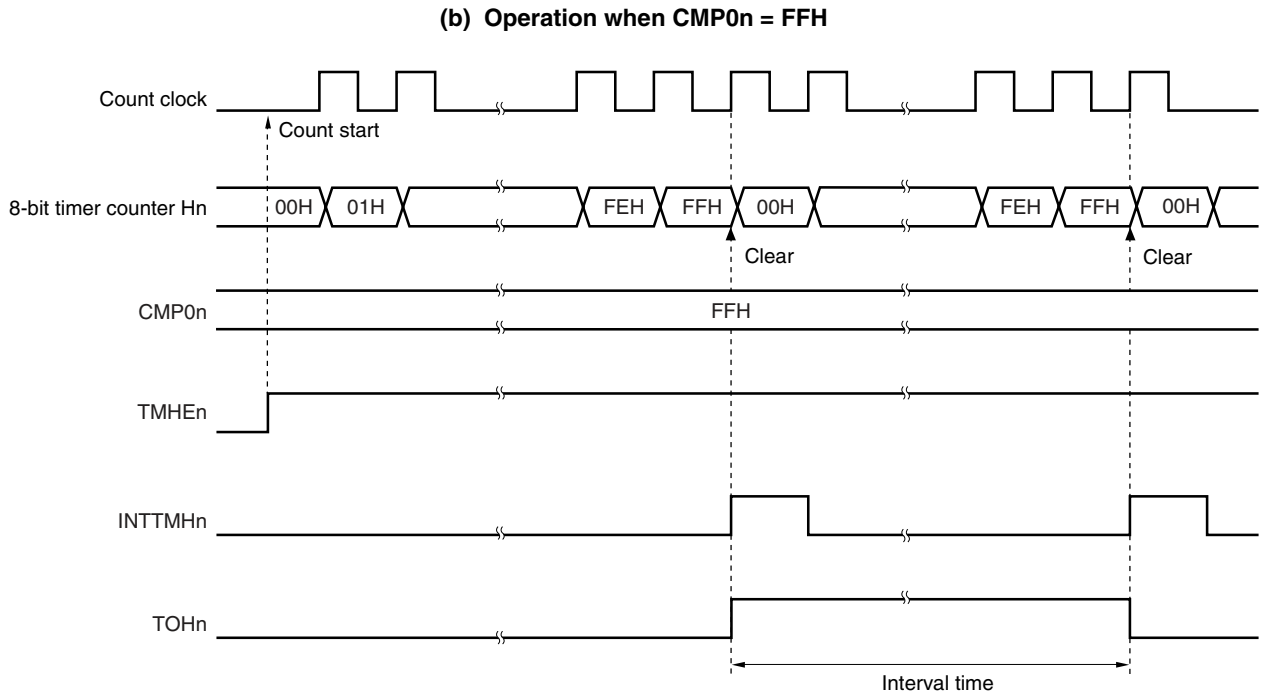 (b) Operation when CMP0n = FFH
Count clock
Count start
8-bit timer counter Hn
00H 01H FEH FFH 00H FEH FFH 00H
Clear Clear
CMP0n FFH
TMHEn
INTTMHn
TOHn
Interval time